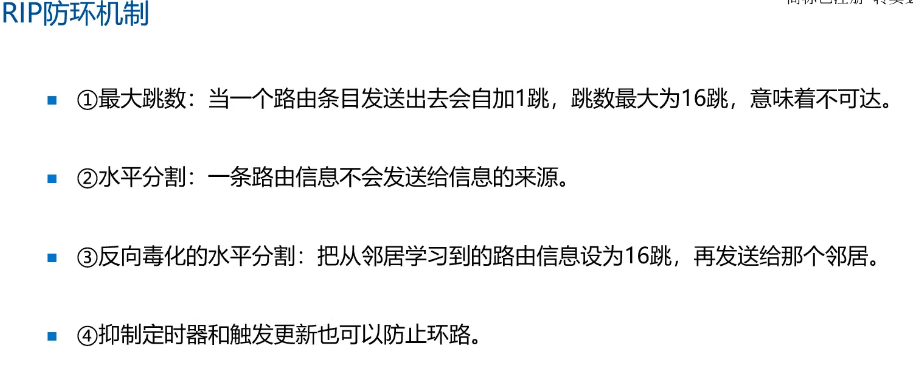 RIP防环机制
①最大跳数：当一个路由条目发送出去会自加1跳，跳数最大为16跳，意味着不可达。
②水平分割：一条路由信息不会发送给信息的来源。
③反向毒化的水平分割：把从邻居学习到的路由信息设为16跳，再发送给那个邻居。
④抑制定时器和触发更新也可以防止环路。